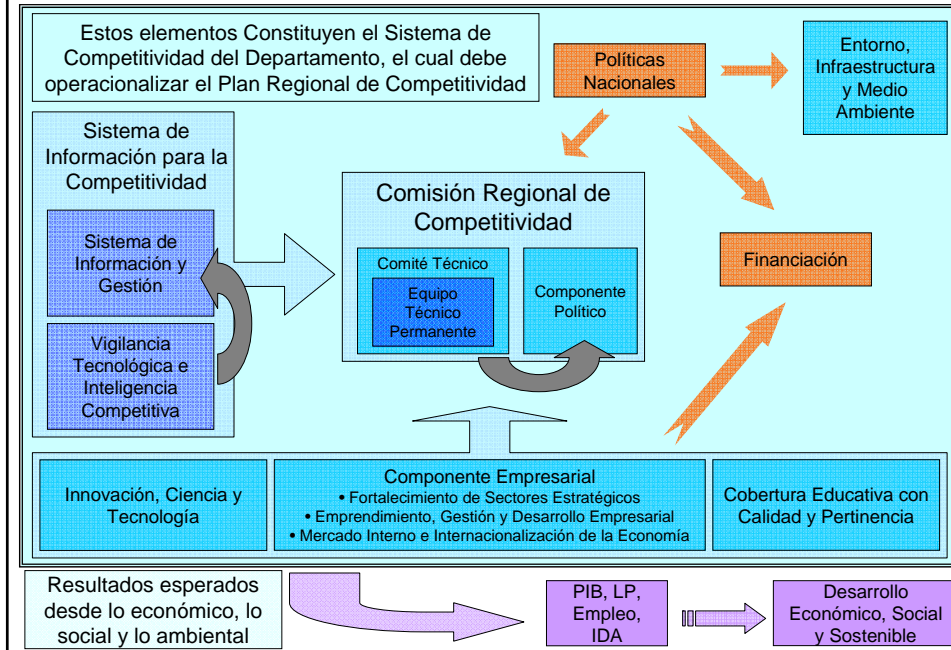 Estos elementos Constituyen el Sistema de
Competitividad del Departamento, el cual debe
operacionalizar el Plan Regional de Competitividad
Políticas
Nacionales
Entorno,
Infraestructura
y Medio
Ambiente
Sistema de
Información para la
Competitividad
Sistema de
Información y
Gestión
Vigilancia
Tecnológica e
Inteligencia
Competitiva
Comisión Regional de
Competitividad
Comité Técnico
Equipo
Técnico
Permanente
Componente
Político
Financiación
Innovación, Ciencia y
Tecnología
Componente Empresarial
• Fortalecimiento de Sectores Estratégicos
• Emprendimiento, Gestión y Desarrollo Empresarial
• Mercado Interno e Internacionalización de la Economía
Cobertura Educativa con
Calidad y Pertinencia
Resultados esperados
desde lo económico, lo
social y lo ambiental
PIB, LP,
Empleo,
IDA
Desarrollo
Económico, Social
y Sostenible